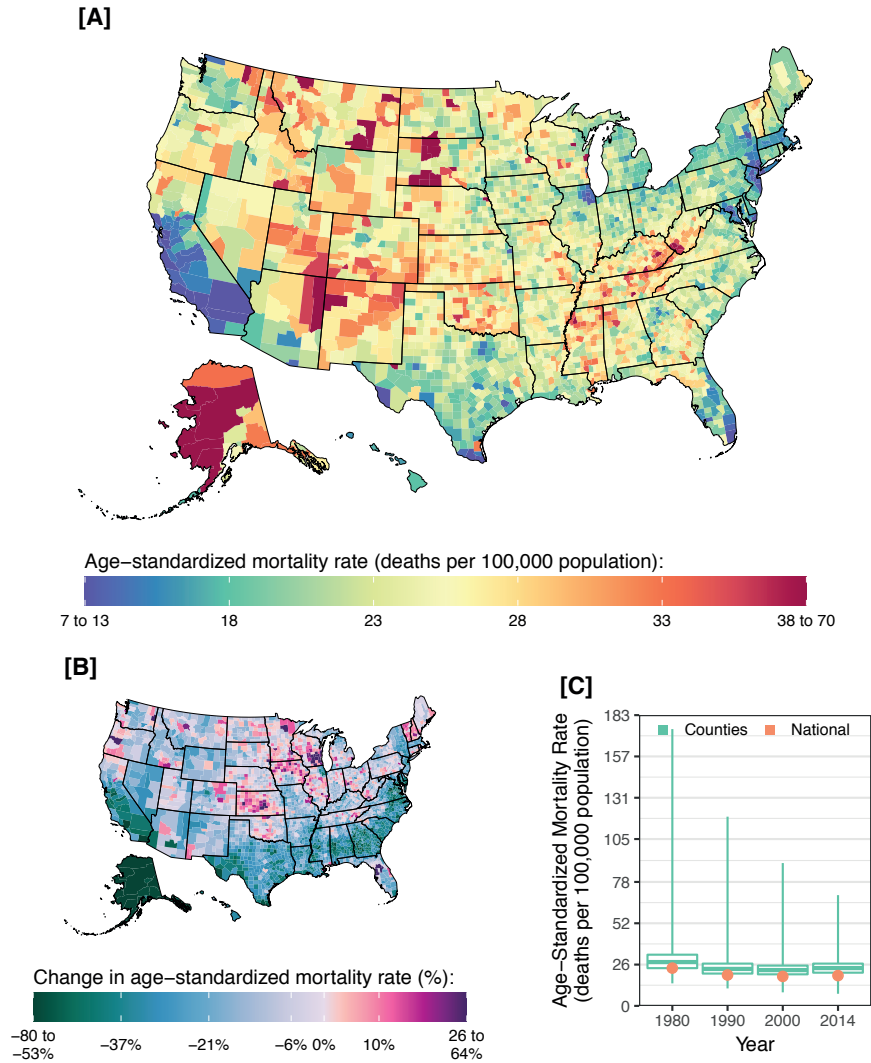 [A]
Age−standardized mortality rate (deaths per 100,000 population):
7 to 13 18 23 28 33 38 to 70
[B]
Change in age−standardized mortality rate (%):
−80 to −53% −37% −21% −6% 0% 10% 26 to 64%
[C]
Age−Standardized Mortality Rate
(deaths per 100,000 population)
Counties National
183
157
131
105
78
52
26
0
1980 1990 2000 2014
Year